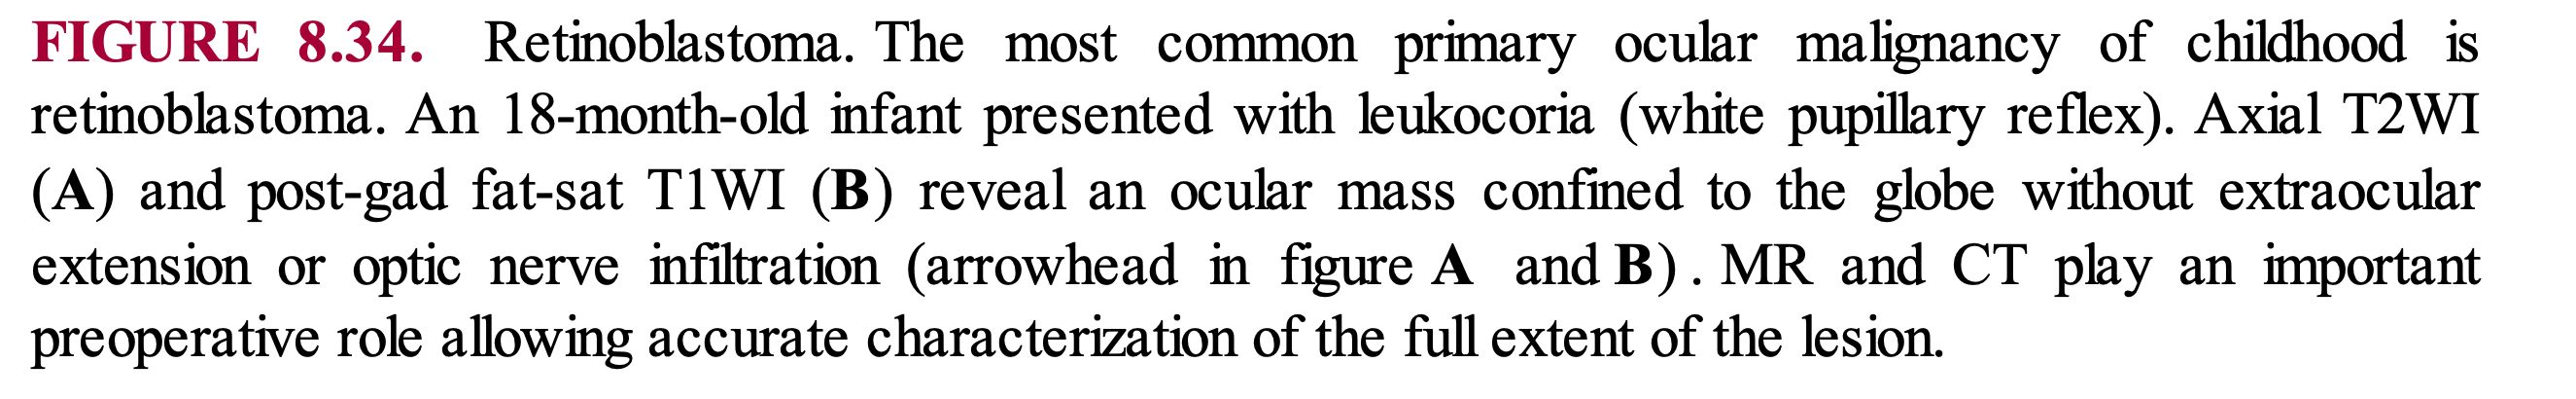 FIGURE 8.34. Retinoblastoma. The most common primary ocular malignancy of childhood is
retinoblastoma. An 18-month-old infant presented with leukocoria (white pupillary reflex). Axial T2WI
(A) and post-gad fat-sat T1WI (B) reveal an ocular mass confined to the globe without extraocular
extension or optic nerve infiltration (arrowhead in figure A and B). MR and CT play an important
preoperative role allowing accurate characterization of the full extent of the lesion.